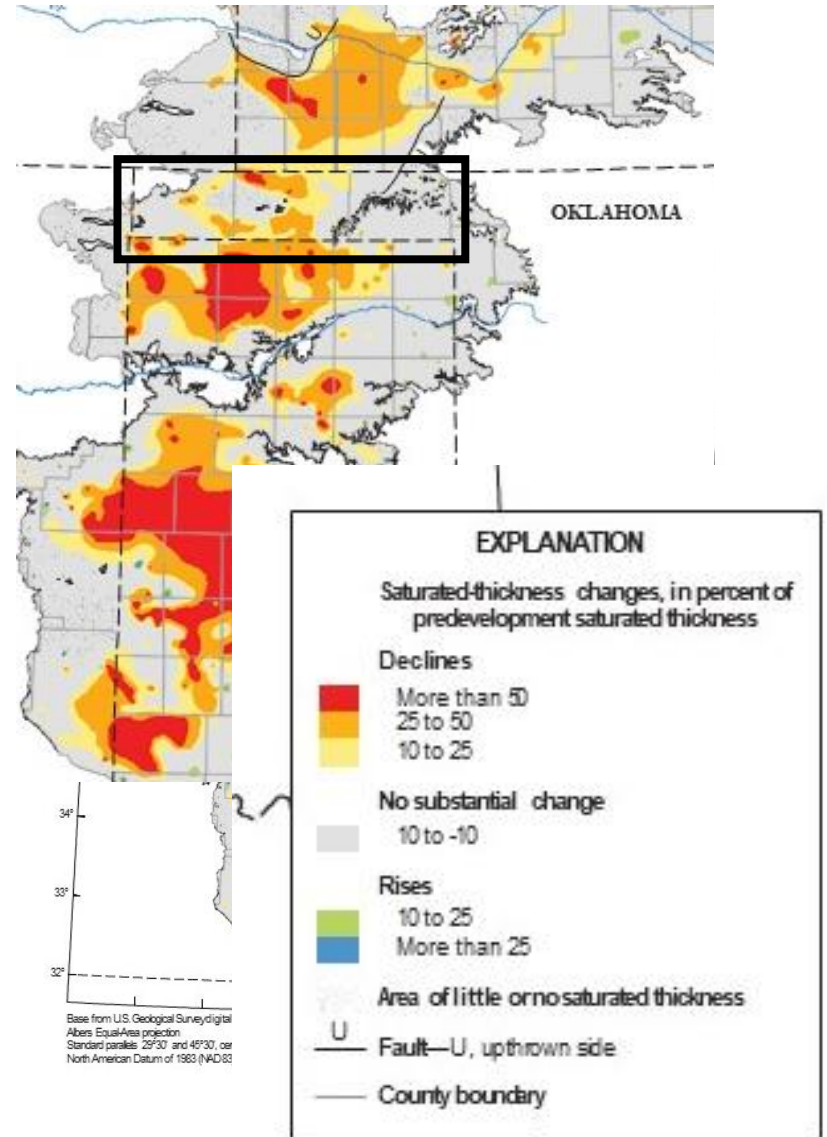 U
OKLAHOMA
EXPLANATION
Saturated-thickness changes, in percent of
predevelopment saturated thickness
Declines
More than 50
25 to 50
10 to 25
No substantial change
10 to -10
Rises
10 to 25
More than 25
Area of little or no saturated thickness
U
Fault—U, upthrown side
County boundary
34°
33°
32°
Base from U.S. Geological Survey digital
Albers Equal-Area projection
Standard parallels 29°30' and 45°30', cen
North American Datum of 1983 (NAD 83